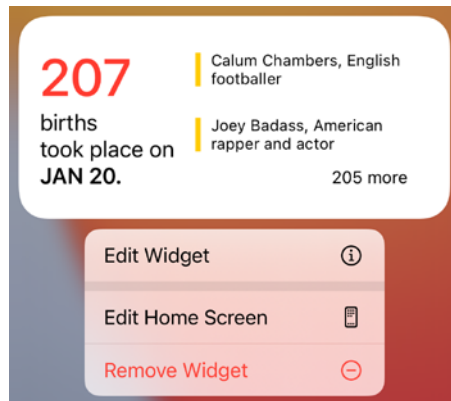 207
births
took place on
JAN 20.
Calum Chambers, English
footballer
Joey Badass, American
rapper and actor
205 more
Edit Widget
Edit Home Screen
Remove Widget